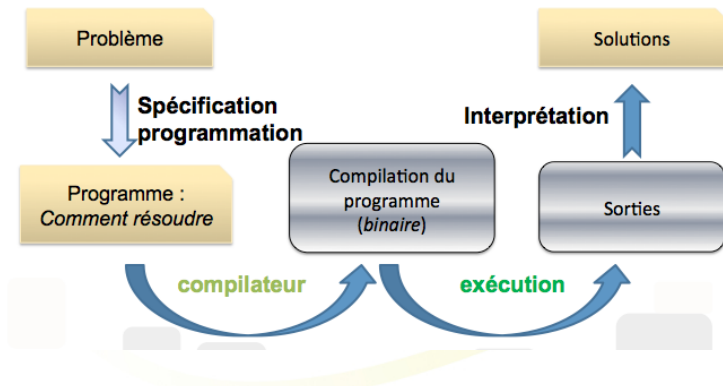 Problème
Solutions
Spécification
programmation
Interprétation
Programme :
Comment résoudre
Compilation du
programme
(binaire)
Sorties
compilateur
exécution